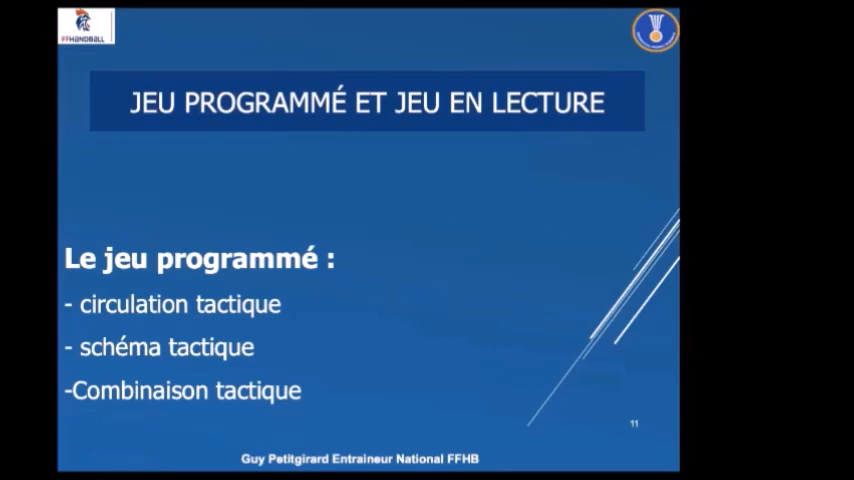 FFHANDBALL
JEU PROGRAMMÉ ET JEU EN LECTURE
Le jeu programmé :
- circulation tactique
- schéma tactique
-Combinaison tactique
11
Guy Petitgirard Entraineur National FFHB